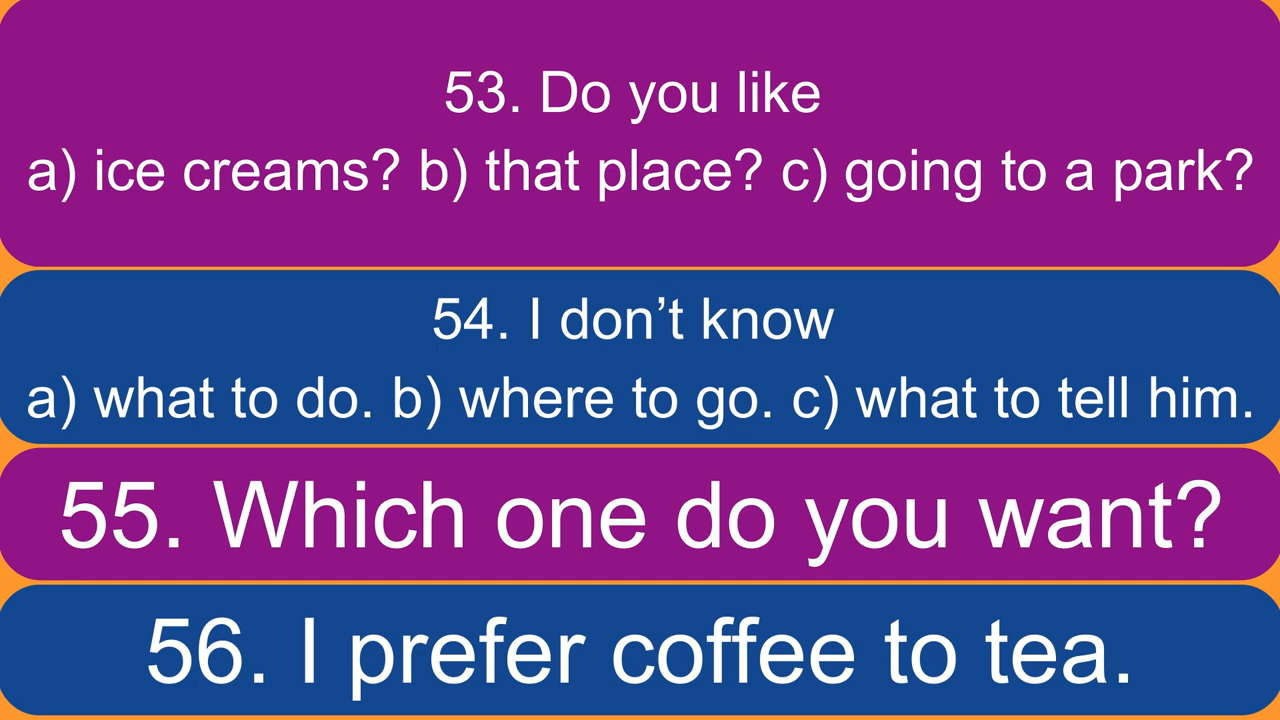 53. Do you like
a) ice creams? b) that place? c) going to a park?
54. I don’t know
a) what to do. b) where to go. c) what to tell him.
55. Which one do you want?
56. I prefer coffee to tea.